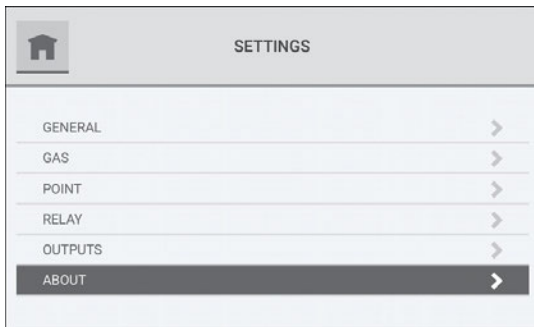 SETTINGS
GENERAL
GAS
POINT
RELAY
OUTPUTS
ABOUT